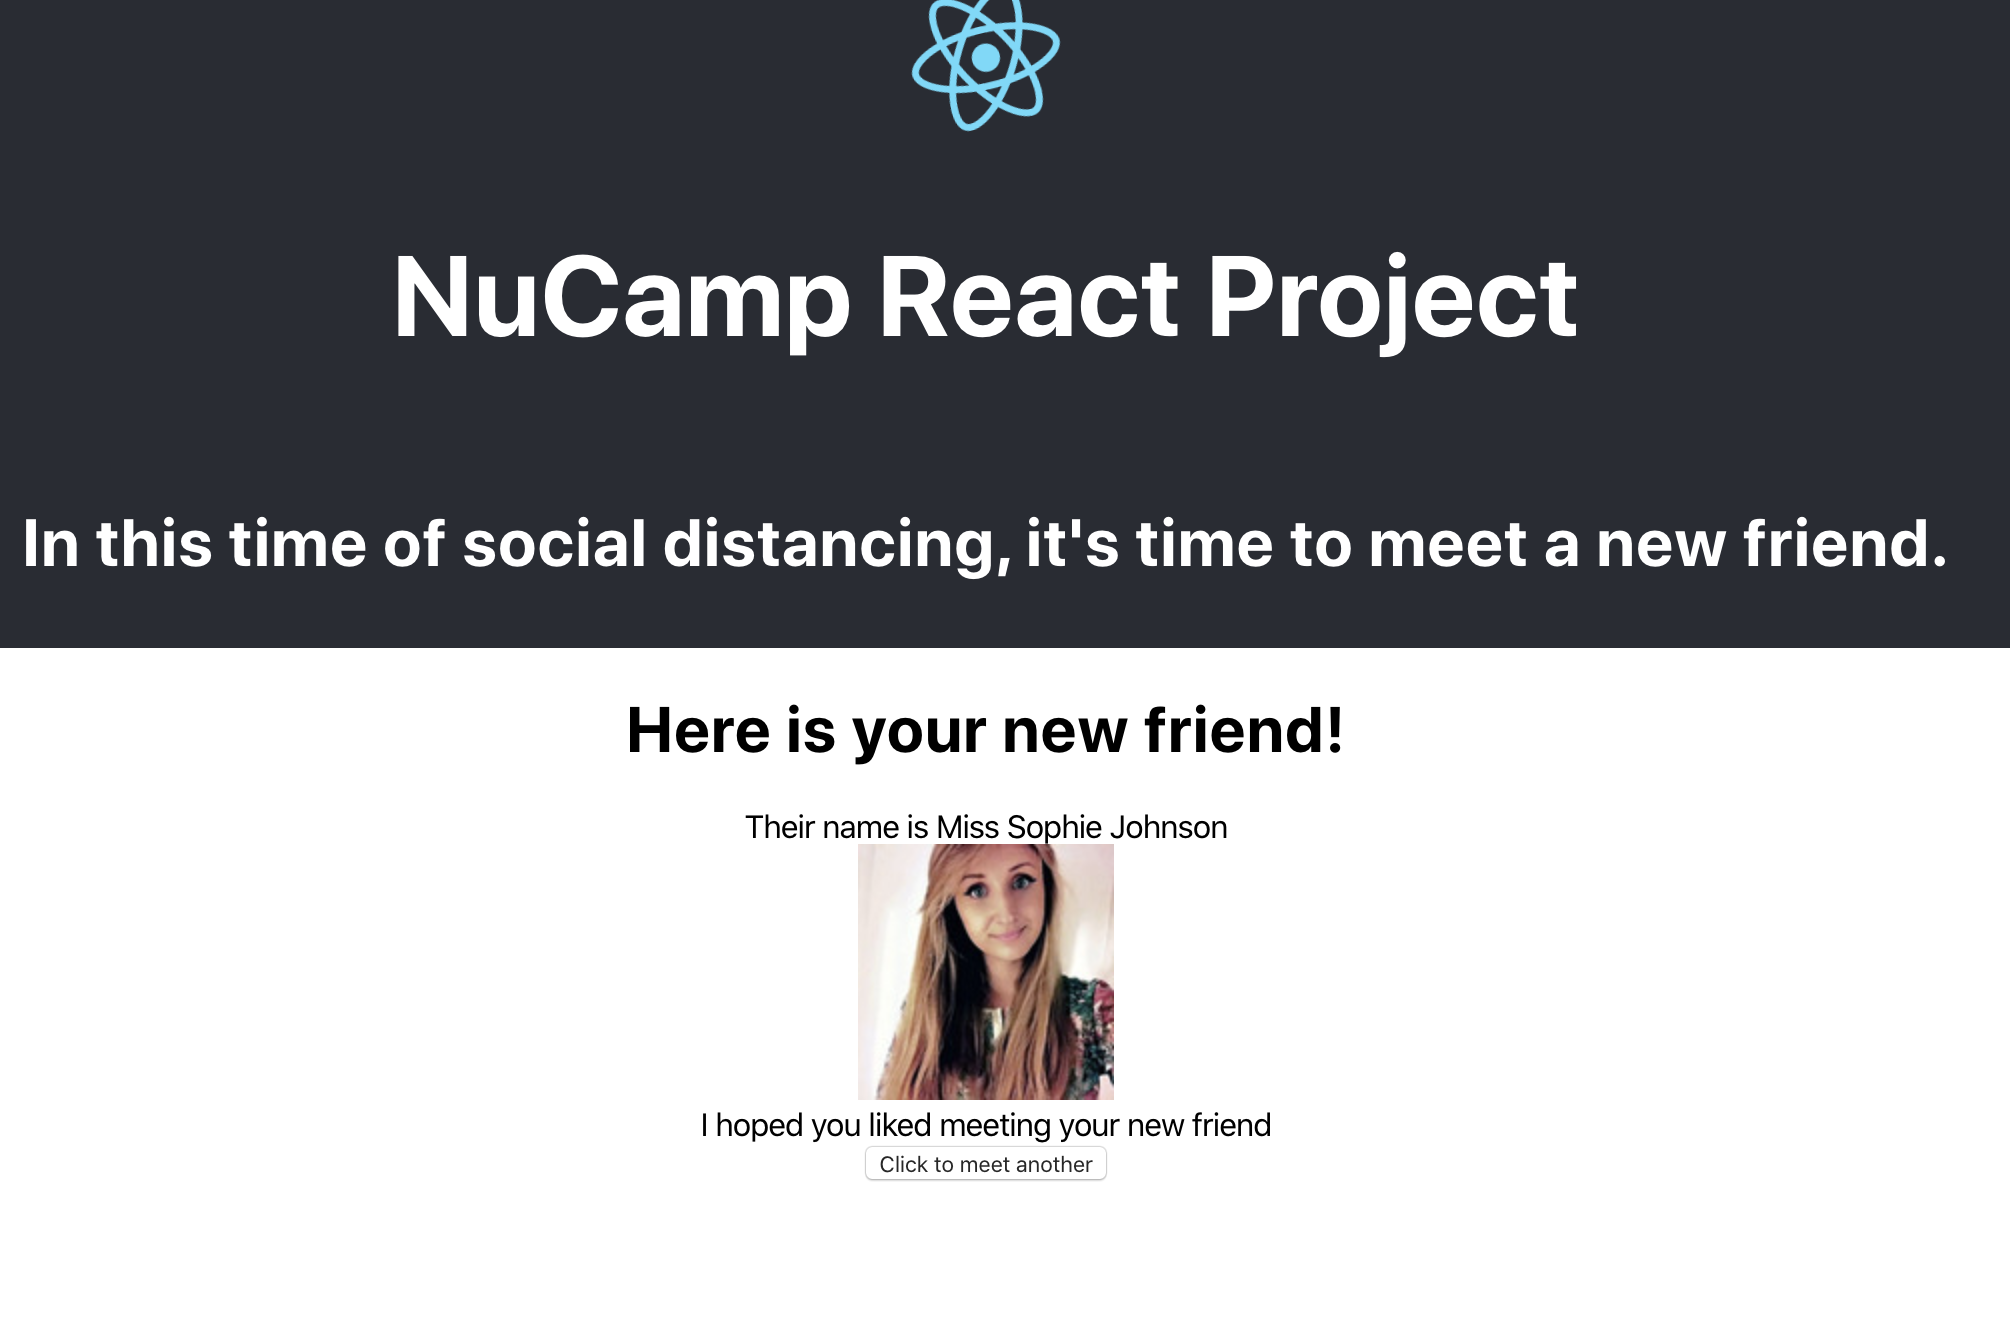 NuCamp React Project
In this time of social distancing, it's time to meet a new friend.
Here is your new friend!
Their name is Miss Sophie Johnson
I hoped you liked meeting your new friend
Click to meet another